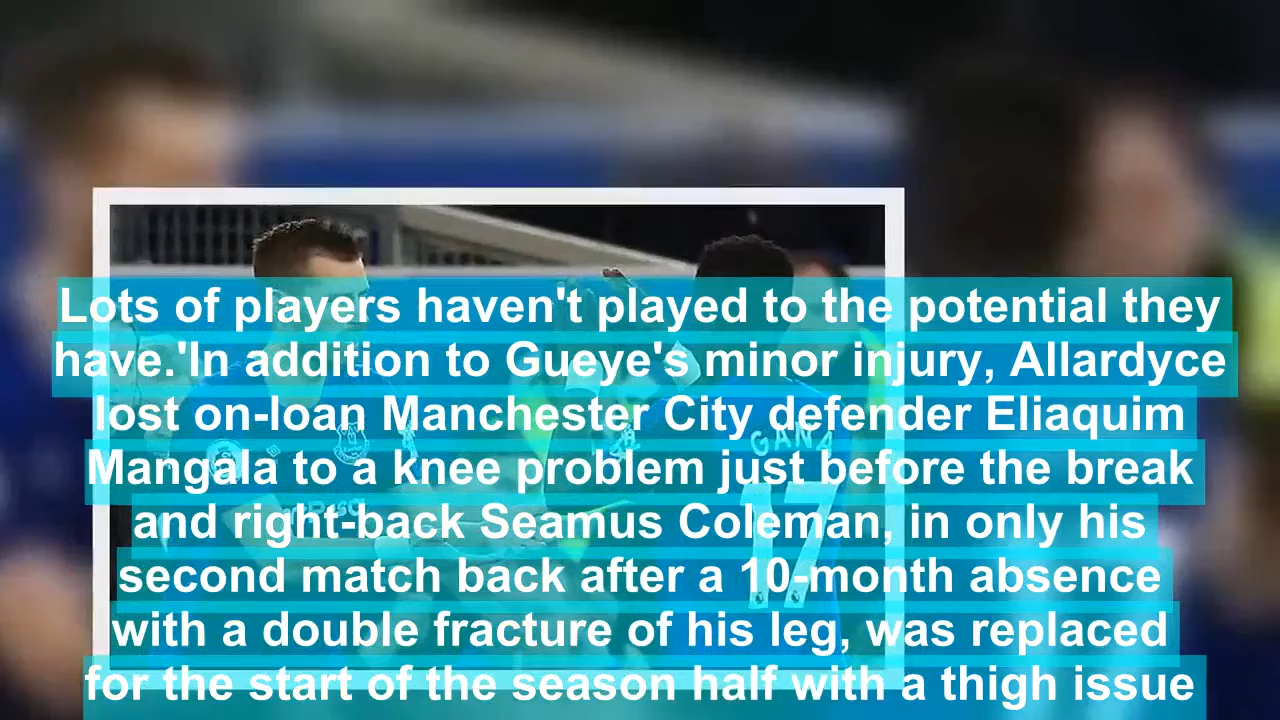 Lots of players haven't played to the potential they
have.'In addition to Gueye's minor injury, Allardyce
lost on-loan Manchester City defender Eliaquim
Mangala to a knee problem just before the break
and right-back Seamus Coleman, in only his
second match back after a 10-month absence
with a double fracture of his leg, was replaced
for the start of the season half with a thigh issue
GANA
17